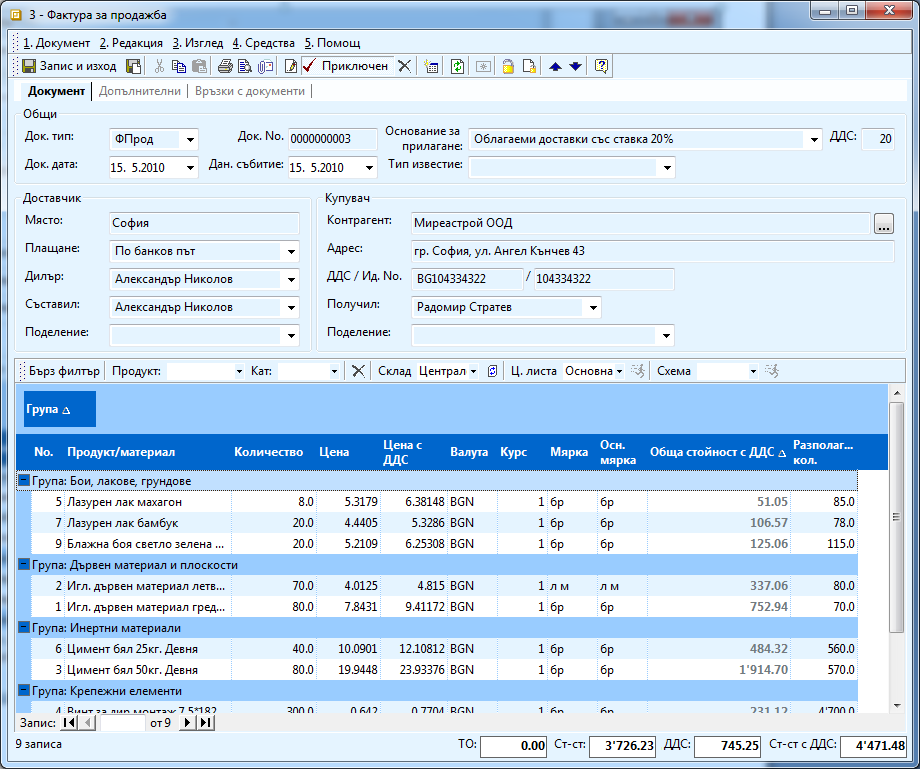 3 - Фактура за продажба
1. Документ 2. Редакция 3. Изглед 4. Средства 5. Помощ
Запис и изход Приключен
Документ Допълнителни Връзки с документи
Общи
Док. тип: ФПрод Док. No. 0000000003 Основание за прилагане: Облагаеми доставки със ставка 20% ДДС: 20
Док. дата: 15. 5.2010 Дан. събитие: 15. 5.2010 Тип известие:
Доставчик Купувач
Място: София Контрагент: Миреастрой ООД ...
Плащане: По банков път Адрес: гр. София, ул. Ангел Кънчев 43
Дилър: Александър Николов ДДС / Ид. No. BG104334322 / 104334322
Съставил: Александър Николов Получил: Радомир Стратев
Поделение: Поделение:
Бърз филтър Продукт: Кат: Склад Централ Ц. листа Основна Схема
Група
No. Продукт/материал Количество Цена Цена с ДДС Валута Курс Мярка Осн. мярка Обща стойност с ДДС Разполаг... кол.
Група: Бои, лакове, грундове
5 Лазурен лак махагон 8.0 5.3179 6.38148 BGN 1 бр бр 51.05 85.0
7 Лазурен лак бамбук 20.0 4.4405 5.3286 BGN 1 бр бр 106.57 78.0
9 Блажна боя светло зелена ... 20.0 5.2109 6.25308 BGN 1 бр бр 125.06 115.0
Група: Дървен материал и плоскости
2 Игл. дървен материал летв... 70.0 4.0125 4.815 BGN 1 л м л м 337.06 80.0
1 Игл. дървен материал гред... 80.0 7.8431 9.41172 BGN 1 бр бр 752.94 70.0
Група: Инертни материали
6 Цимент бял 25кг. Девня 40.0 10.0901 12.10812 BGN 1 бр бр 484.32 560.0
3 Цимент бял 50кг. Девня 80.0 19.9448 23.93376 BGN 1 бр бр 1'914.70 570.0
Група: Крепежни елементи
4 Винт за дир монтаж 7.5*182 300.0 0.642 0.7704 BGN 1 бр бр 231.12 4'700.0
Запис: от 9
9 записа ТО: 0.00 Ст-ст: 3'726.23 ДДС: 745.25 Ст-ст с ДДС: 4'471.48